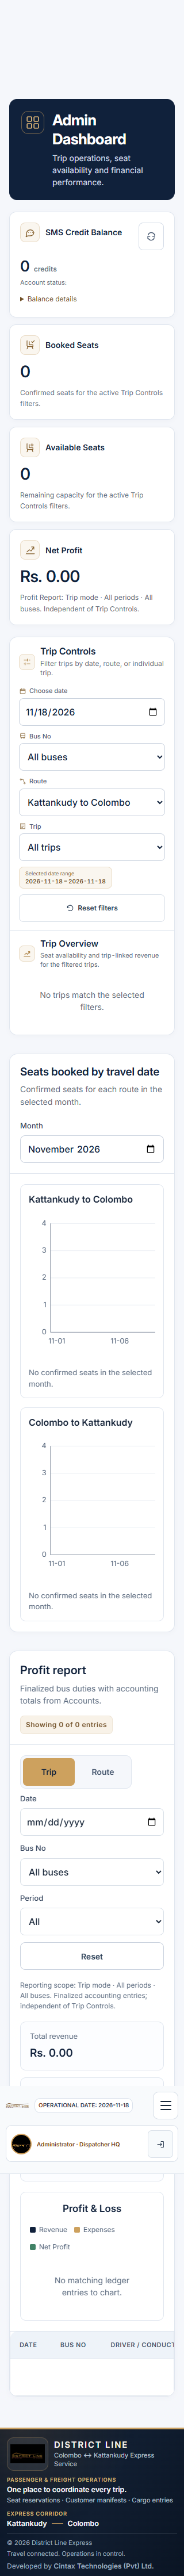 Admin
Dashboard
Trip operations, seat
availability and financial
performance.
SMS Credit Balance
0 credits
Account status:
Balance details
Booked Seats
0
Confirmed seats for the active Trip Controls
filters.
Available Seats
0
Remaining capacity for the active Trip
Controls filters.
Net Profit
Rs. 0.00
Profit Report: Trip mode · All periods · All
buses. Independent of Trip Controls.
Trip Controls
Filter trips by date, route, or individual
trip.
Choose date
11/18/2026
Bus No
All buses
Route
Kattankudy to Colombo
Trip
All trips
Selected date range
2026-11-18 – 2026-11-18
Reset filters
Trip Overview
Seat availability and trip-linked revenue
for the filtered trips.
No trips match the selected
filters.
Seats booked by travel date
Confirmed seats for each route in the
selected month.
Month
November 2026
Kattankudy to Colombo
4
3
2
1
0
11-01 11-06
No confirmed seats in the selected
month.
Colombo to Kattankudy
4
3
2
1
0
11-01 11-06
No confirmed seats in the selected
month.
Profit report
Finalized bus duties with accounting
totals from Accounts.
Showing 0 of 0 entries
Trip Route
Date
mm/dd/yyyy
Bus No
All buses
Period
All
Reset
Reporting scope: Trip mode · All periods ·
All buses. Finalized accounting entries;
independent of Trip Controls.
Total revenue
Rs. 0.00
OPERATIONAL DATE: 2026-11-18
Administrator · Dispatcher HQ
Profit & Loss
Revenue Expenses
Net Profit
No matching ledger
entries to chart.
DATE BUS NO DRIVER / CONDUCT
DISTRICT LINE
Colombo ↔ Kattankudy Express
Service
PASSENGER & FREIGHT OPERATIONS
One place to coordinate every trip.
Seat reservations · Customer manifests · Cargo entries
EXPRESS CORRIDOR
Kattankudy — Colombo
© 2026 District Line Express
Travel connected. Operations in control.
Developed by Cintax Technologies (Pvt) Ltd.